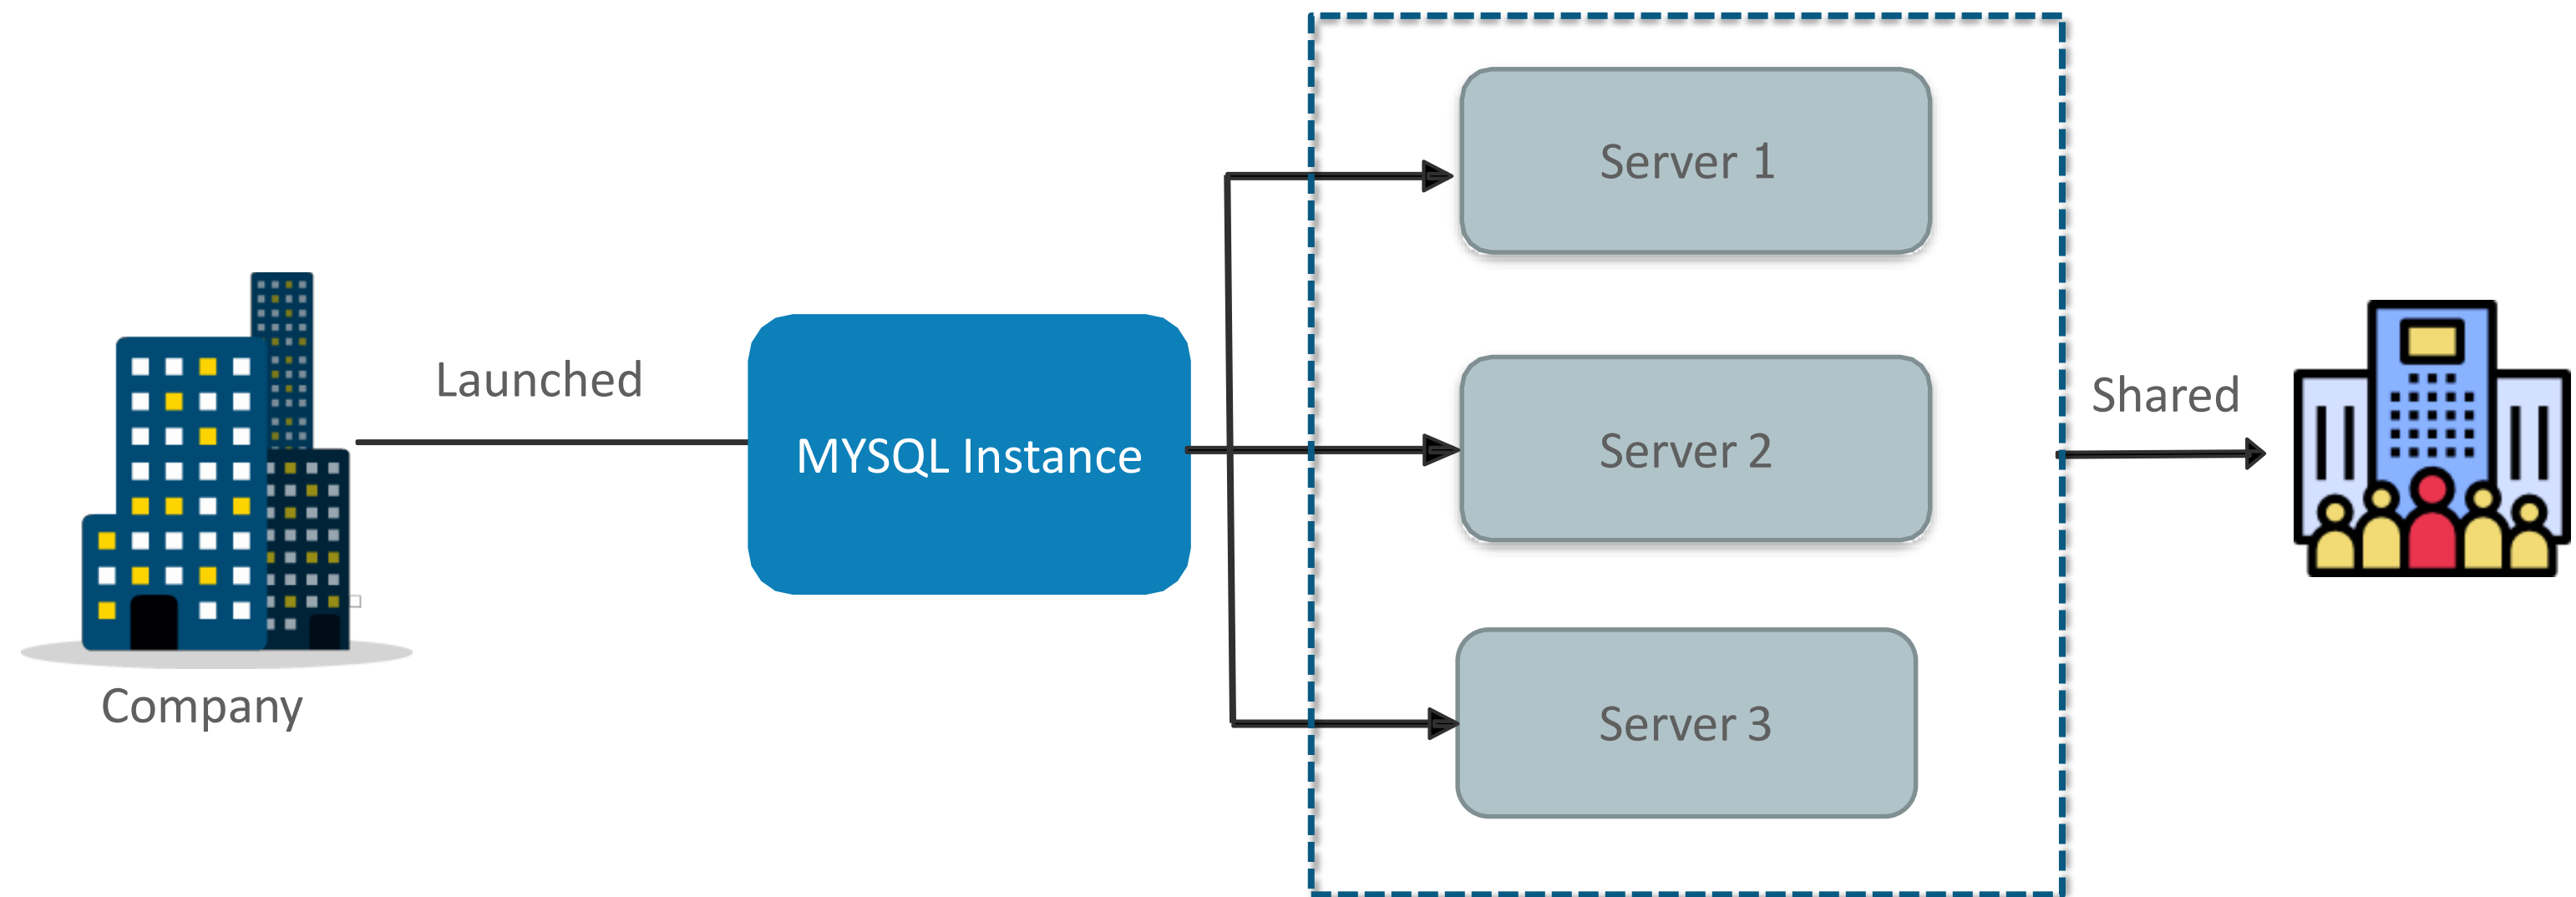 Server 1
Launched
Shared
MYSQL Instance
Server 2
Company
Server 3